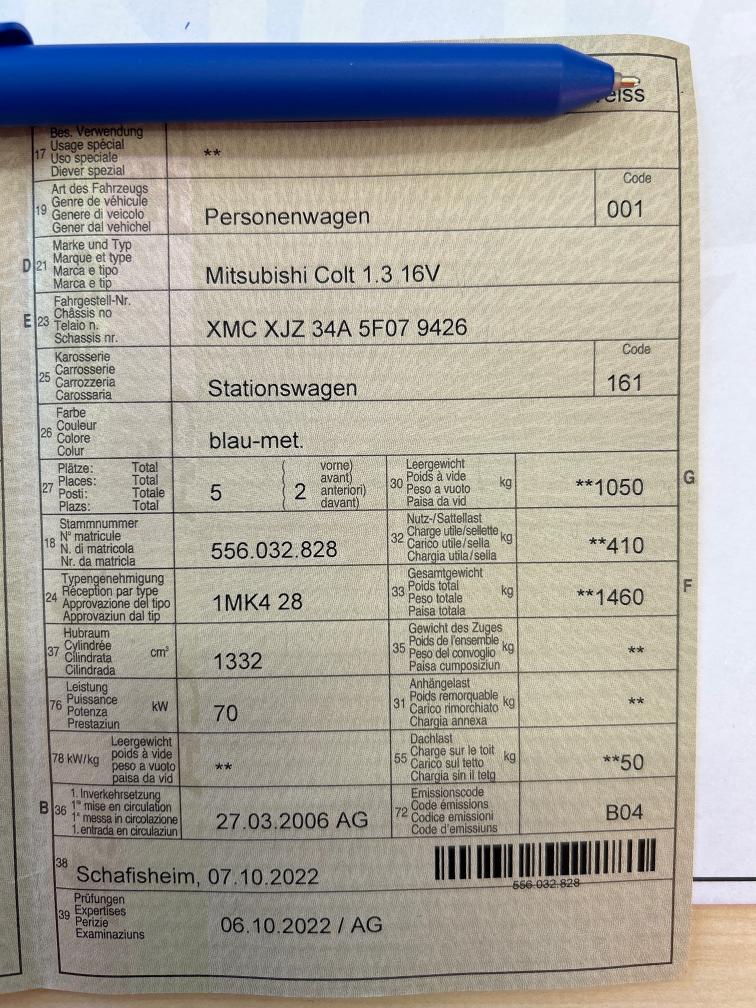 Bes. Verwendung
17 Usage spécial
Uso speciale
Diever spezial
**
Art des Fahrzeugs
19 Genre de véhicule
Genere di veicolo
Gener dal vehichel
Personenwagen
Code
001
Marke und Typ
D 21 Marque et type
Marca e tipo
Marca e tip
Mitsubishi Colt 1.3 16V
Fahrgestell-Nr.
E 23 Châssis no
Telaio n.
Schassis nr.
XMC XJZ 34A 5F07 9426
Karosserie
25 Carrosserie
Carrozzeria
Carossaria
Stationswagen
Code
161
Farbe
26 Couleur
Colore
Colur
blau-met.
Plätze: Total
27 Places: Total
Posti: Totale
Plazs: Total
5
( 2 vorne)
avant)
anteriori)
davant)
Leergewicht
30 Poids à vide kg
Peso a vuoto
Paisa da vid
**1050 G
Stammnummer
18 N° matricule
N. di matricola
Nr. da matricla
556.032.828
Nutz-/Sattellast
32 Charge utile/sellette kg
Carico utile/sella
Chargia utila/sella
**410
Typengenehmigung
24 Réception par type
Approvazione del tipo
Approvaziun dal tip
1MK4 28
Gesamtgewicht
33 Poids total kg
Peso totale
Paisa totala
**1460 F
Hubraum
37 Cylindrée cm³
Cilindrata
Cilindrada
1332
Gewicht des Zuges
35 Poids de l'ensemble kg
Peso del convoglio
Paisa cumposiziun
**
Leistung
76 Puissance kW
Potenza
Prestaziun
70
Anhängelast
31 Poids remorquable kg
Carico rimorchiato
Chargia annexa
**
Leergewicht
78 kW/kg poids à vide
peso a vuoto
paisa da vid
**
Dachlast
55 Charge sur le toit kg
Carico sul tetto
Chargia sin il tetg
**50
1. Inverkehrsetzung
B 36 1re mise en circulation
1a messa in circolazione
1. entrada en circulaziun
27.03.2006 AG
Emissionscode
72 Code émissions
Codice emissioni
Code d'emissiuns
B04
38
Schafisheim, 07.10.2022
556.032.828
Prüfungen
39 Expertises
Perizie
Examinaziuns
06.10.2022 / AG